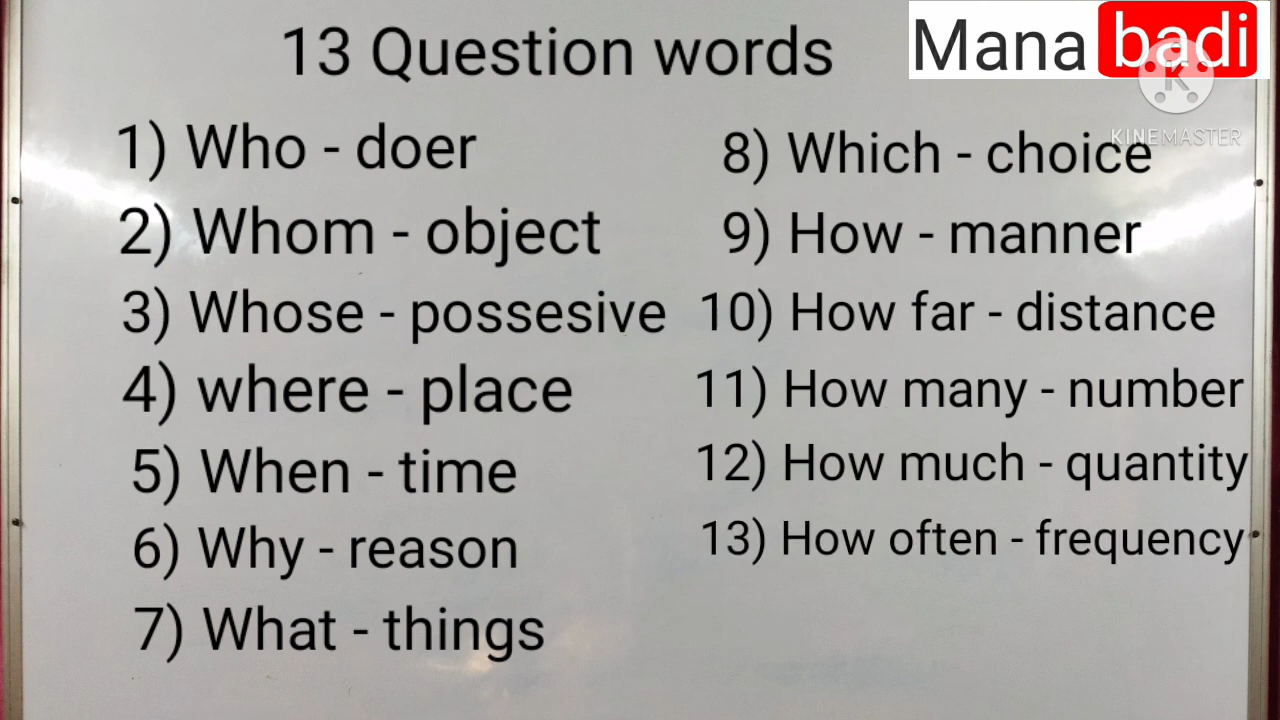 13 Question words
Mana badi
KINEMASTER
1) Who - doer
2) Whom - object
3) Whose - possesive
4) where - place
5) When - time
6) Why - reason
7) What - things
8) Which - choice
9) How - manner
10) How far - distance
11) How many - number
12) How much - quantity
13) How often - frequency